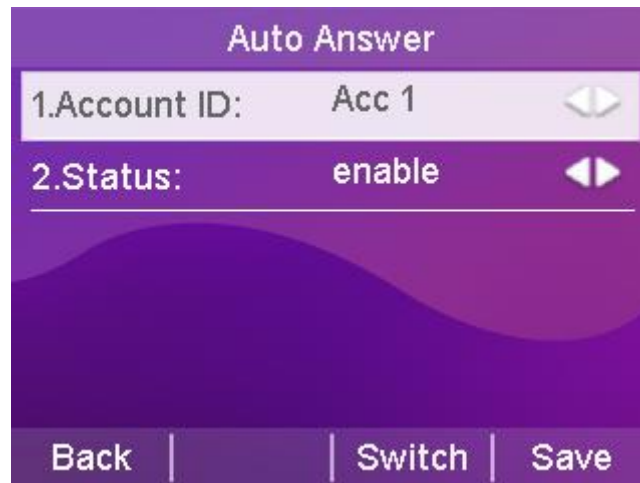 Auto Answer
1.Account ID: Acc 1
2.Status: enable
Back Switch Save